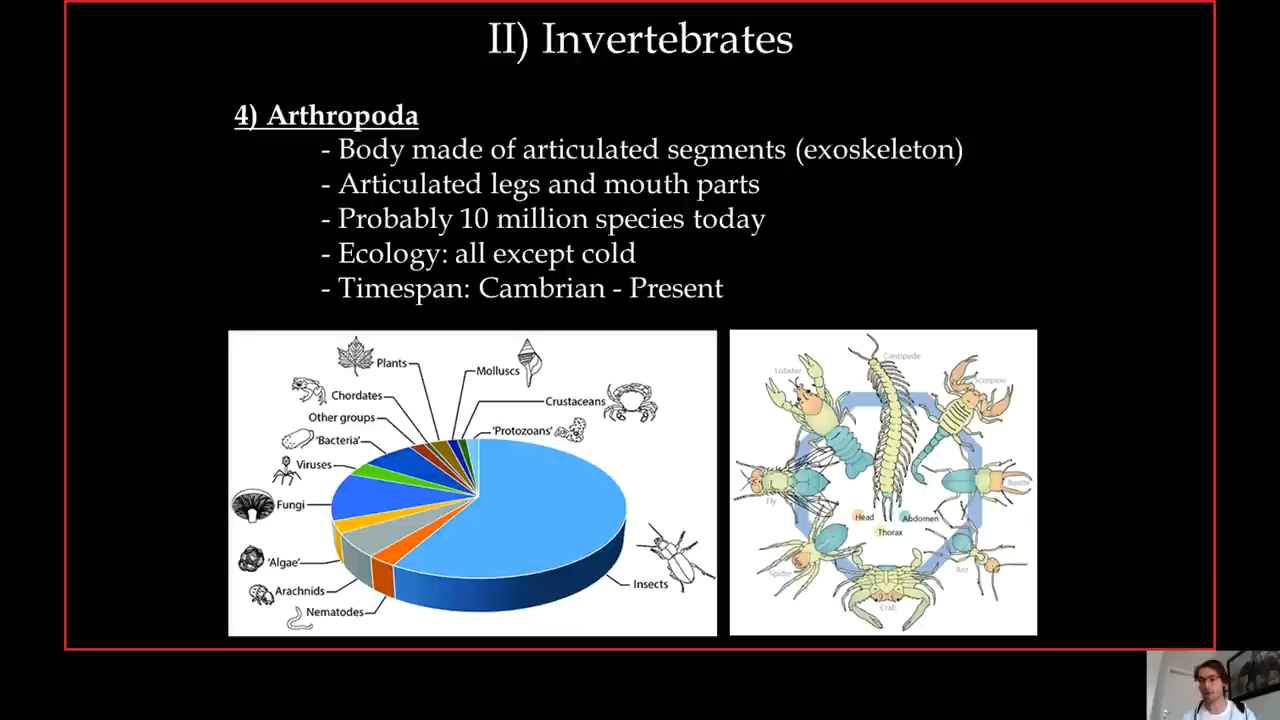 II) Invertebrates
4) Arthropoda
- Body made of articulated segments (exoskeleton)
- Articulated legs and mouth parts
- Probably 10 million species today
- Ecology: all except cold
- Timespan: Cambrian - Present
Plants
Molluscs
Chordates
Crustaceans
Other groups
'Protozoans'
'Bacteria'
Viruses
Fungi
'Algae'
Arachnids
Nematodes
Insects
Centipede
Lobster
Scorpion
Beetle
Fly
Head
Abdomen
Thorax
Spider
Ant
Crab